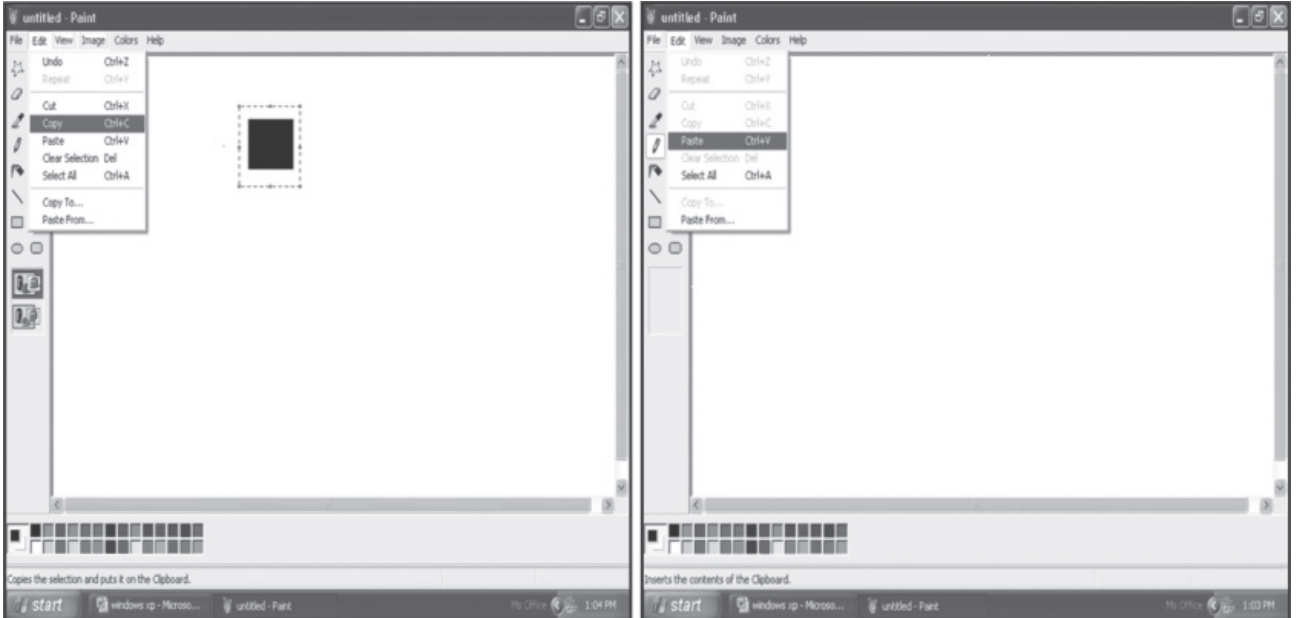 untitled - Paint
File Edit View Image Colors Help
Undo Ctrl+Z
Repeat Ctrl+Y
Cut Ctrl+X
Copy Ctrl+C
Paste Ctrl+V
Clear Selection Del
Select All Ctrl+A
Copy To...
Paste From...
Copies the selection and puts it on the Clipboard.
start windows xp - Microso... untitled - Paint Ms Office 1:04 PM
untitled - Paint
File Edit View Image Colors Help
Undo Ctrl+Z
Repeat Ctrl+Y
Cut Ctrl+X
Copy Ctrl+C
Paste Ctrl+V
Clear Selection Del
Select All Ctrl+A
Copy To...
Paste From...
Inserts the contents of the Clipboard.
start windows xp - Microso... untitled - Paint Ms Office 1:03 PM